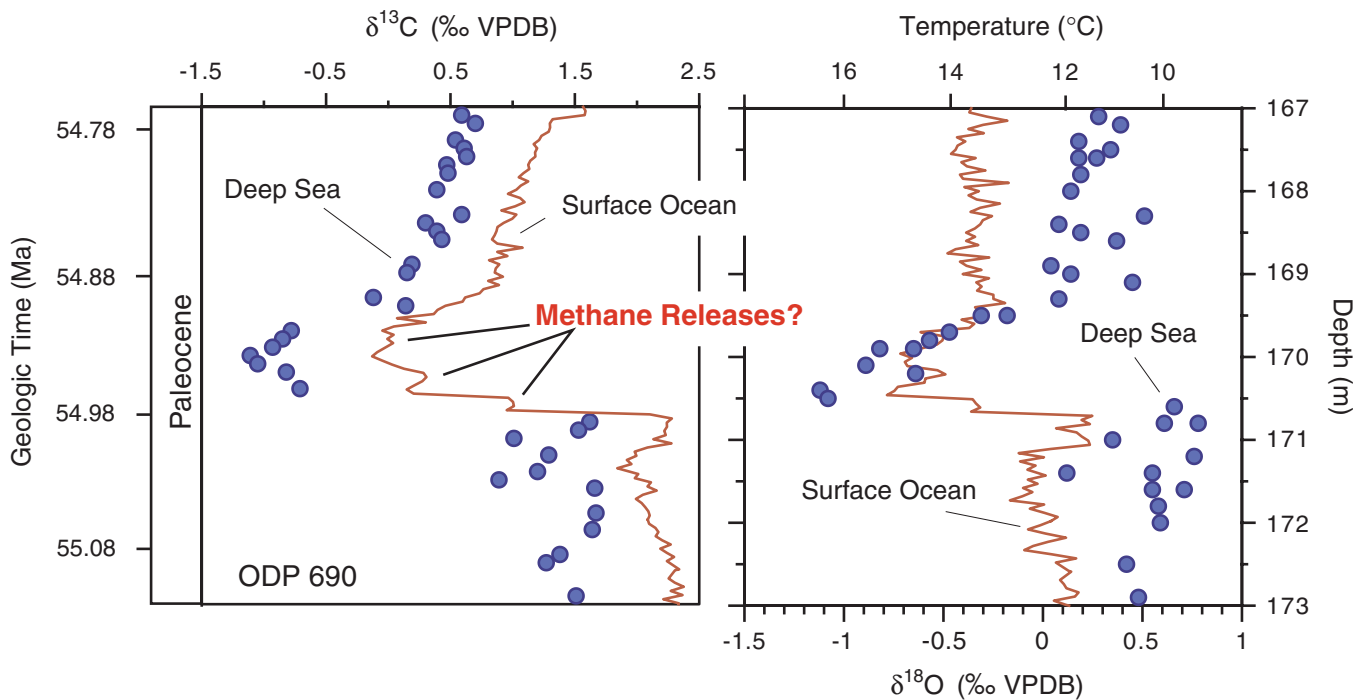 δ13C (‰ VPDB)
-1.5 -0.5 0.5 1.5 2.5
Temperature (°C)
16 14 12 11 10
Geologic Time (Ma)
54.78
54.88
54.98
55.08
Paleocene
Deep Sea
Surface Ocean
Methane Releases?
ODP 690
Deep Sea
Surface Ocean
167
168
169
170
171
172
173
Depth (m)
-1.5 -1 -0.5 0 0.5 1
δ18O (‰ VPDB)